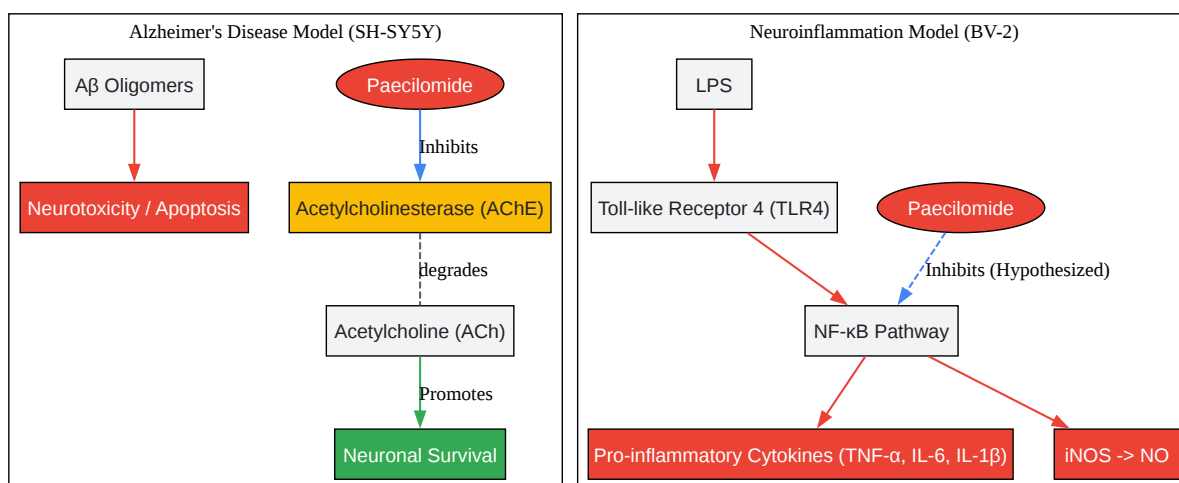 Alzheimer's Disease Model (SH-SY5Y)
Aβ Oligomers
Paecilomide
Inhibits
Neurotoxicity / Apoptosis
Acetylcholinesterase (AChE)
degrades
Acetylcholine (ACh)
Promotes
Neuronal Survival
Neuroinflammation Model (BV-2)
LPS
Toll-like Receptor 4 (TLR4)
Paecilomide
Inhibits (Hypothesized)
NF-κB Pathway
Pro-inflammatory Cytokines (TNF-α, IL-6, IL-1β)
iNOS -> NO